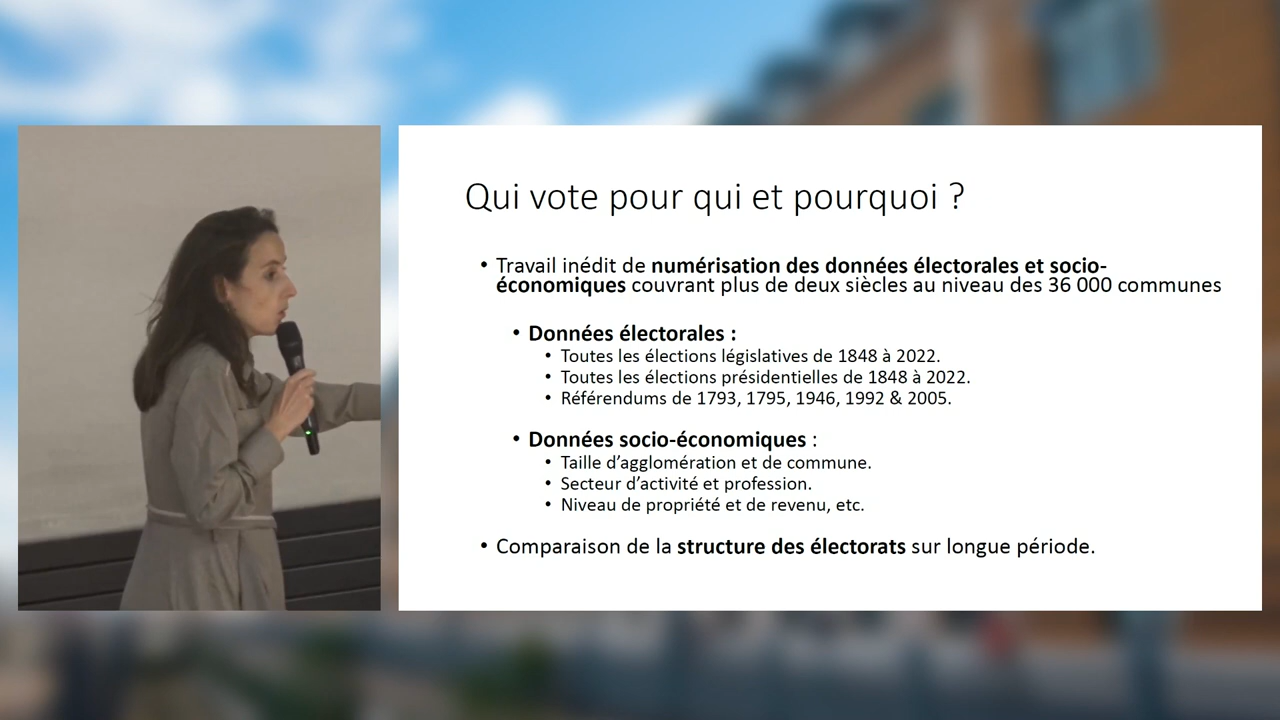 Qui vote pour qui et pourquoi ?
• Travail inédit de numérisation des données électorales et socio-
économiques couvrant plus de deux siècles au niveau des 36 000 communes
• Données électorales :
• Toutes les élections législatives de 1848 à 2022.
• Toutes les élections présidentielles de 1848 à 2022.
• Référendums de 1793, 1795, 1946, 1992 & 2005.
• Données socio-économiques :
• Taille d’agglomération et de commune.
• Secteur d’activité et profession.
• Niveau de propriété et de revenu, etc.
• Comparaison de la structure des électorats sur longue période.